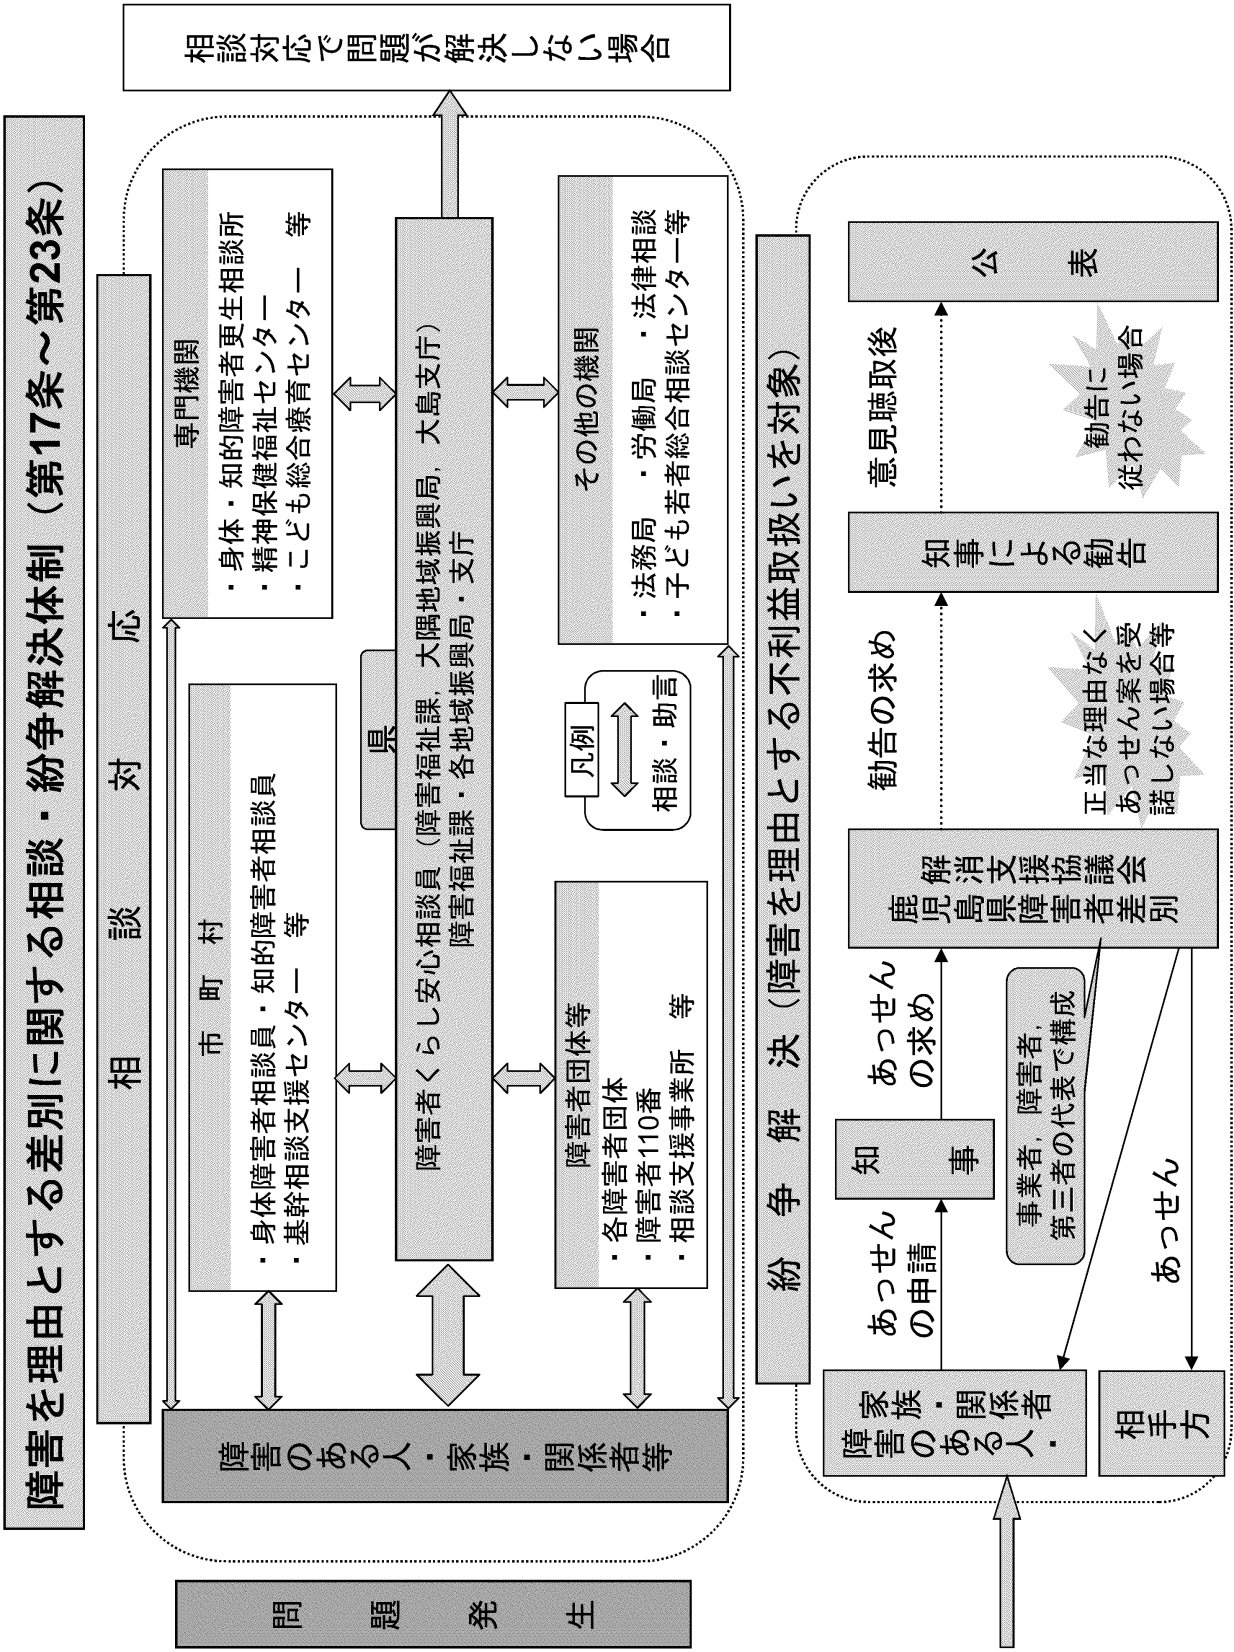 障害を理由とする差別に関する相談・紛争解決体制（第17条～第23条）
相談対応
問題発生
障害のある人・家族・関係者等
市町村
・身体障害者相談員・知的障害者相談員
・基幹相談支援センター　等
専門機関
・身体・知的障害者更生相談所
・精神保健福祉センター
・こども総合療育センター　等
県
障害者くらし安心相談員（障害福祉課，大隅地域振興局，大島支庁）
障害福祉課・各地域振興局・支庁
障害者団体等
・各障害者団体
・障害者110番
・相談支援事業所　等
凡例
相談・助言
その他の機関
・法務局　・労働局　・法律相談
・子ども若者総合相談センター等
相談対応で問題が解決しない場合
紛争解決（障害を理由とする不利益取扱いを対象）
障害のある人・
家族・関係者
相手方
あっせん
の申請
知事
あっせん
の求め
事業者，障害者，
第三者の代表で構成
あっせん
鹿児島県障害者差別
解消支援協議会
勧告の求め
正当な理由なく
あっせん案を受
諾しない場合等
知事による勧告
意見聴取後
勧告に
従わない場合
公表